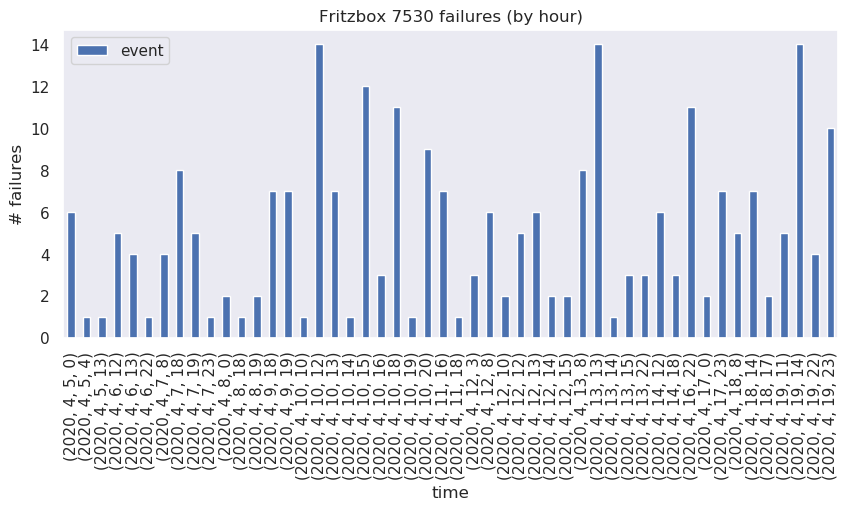 Fritzbox 7530 failures (by hour)
event
# failures
14
12
10
8
6
4
2
0
(2020, 4, 5, 0)
(2020, 4, 5, 4)
(2020, 4, 5, 13)
(2020, 4, 6, 12)
(2020, 4, 6, 13)
(2020, 4, 6, 22)
(2020, 4, 7, 8)
(2020, 4, 7, 18)
(2020, 4, 7, 19)
(2020, 4, 7, 23)
(2020, 4, 8, 0)
(2020, 4, 8, 18)
(2020, 4, 8, 19)
(2020, 4, 9, 18)
(2020, 4, 9, 19)
(2020, 4, 10, 10)
(2020, 4, 10, 12)
(2020, 4, 10, 13)
(2020, 4, 10, 14)
(2020, 4, 10, 15)
(2020, 4, 10, 16)
(2020, 4, 10, 18)
(2020, 4, 10, 19)
(2020, 4, 10, 20)
(2020, 4, 11, 16)
(2020, 4, 11, 18)
(2020, 4, 12, 3)
(2020, 4, 12, 8)
(2020, 4, 12, 10)
(2020, 4, 12, 12)
(2020, 4, 12, 13)
(2020, 4, 12, 14)
(2020, 4, 12, 15)
(2020, 4, 13, 8)
(2020, 4, 13, 13)
(2020, 4, 13, 14)
(2020, 4, 13, 15)
(2020, 4, 13, 22)
(2020, 4, 14, 12)
(2020, 4, 14, 18)
(2020, 4, 16, 22)
(2020, 4, 17, 0)
(2020, 4, 17, 23)
(2020, 4, 18, 8)
(2020, 4, 18, 14)
(2020, 4, 18, 17)
(2020, 4, 19, 11)
(2020, 4, 19, 14)
(2020, 4, 19, 22)
(2020, 4, 19, 23)
time